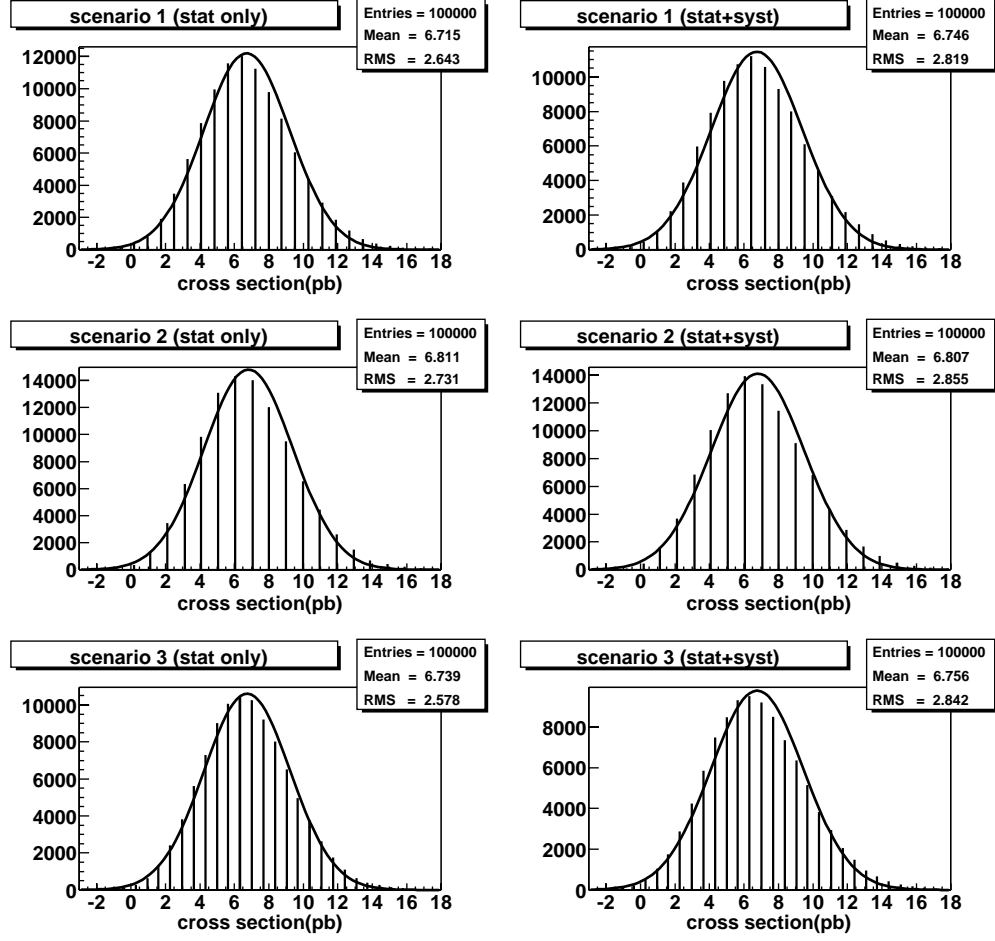 scenario 1 (stat only)
Entries = 100000
Mean = 6.715
RMS = 2.643
12000
10000
8000
6000
4000
2000
0
-2 0 2 4 6 8 10 12 14 16 18
cross section(pb)
scenario 1 (stat+syst)
Entries = 100000
Mean = 6.746
RMS = 2.819
10000
8000
6000
4000
2000
0
-2 0 2 4 6 8 10 12 14 16 18
cross section(pb)
scenario 2 (stat only)
Entries = 100000
Mean = 6.811
RMS = 2.731
14000
12000
10000
8000
6000
4000
2000
0
-2 0 2 4 6 8 10 12 14 16 18
cross section(pb)
scenario 2 (stat+syst)
Entries = 100000
Mean = 6.807
RMS = 2.855
14000
12000
10000
8000
6000
4000
2000
0
-2 0 2 4 6 8 10 12 14 16 18
cross section(pb)
scenario 3 (stat only)
Entries = 100000
Mean = 6.739
RMS = 2.578
10000
8000
6000
4000
2000
0
-2 0 2 4 6 8 10 12 14 16 18
cross section(pb)
scenario 3 (stat+syst)
Entries = 100000
Mean = 6.756
RMS = 2.842
8000
6000
4000
2000
0
-2 0 2 4 6 8 10 12 14 16 18
cross section(pb)